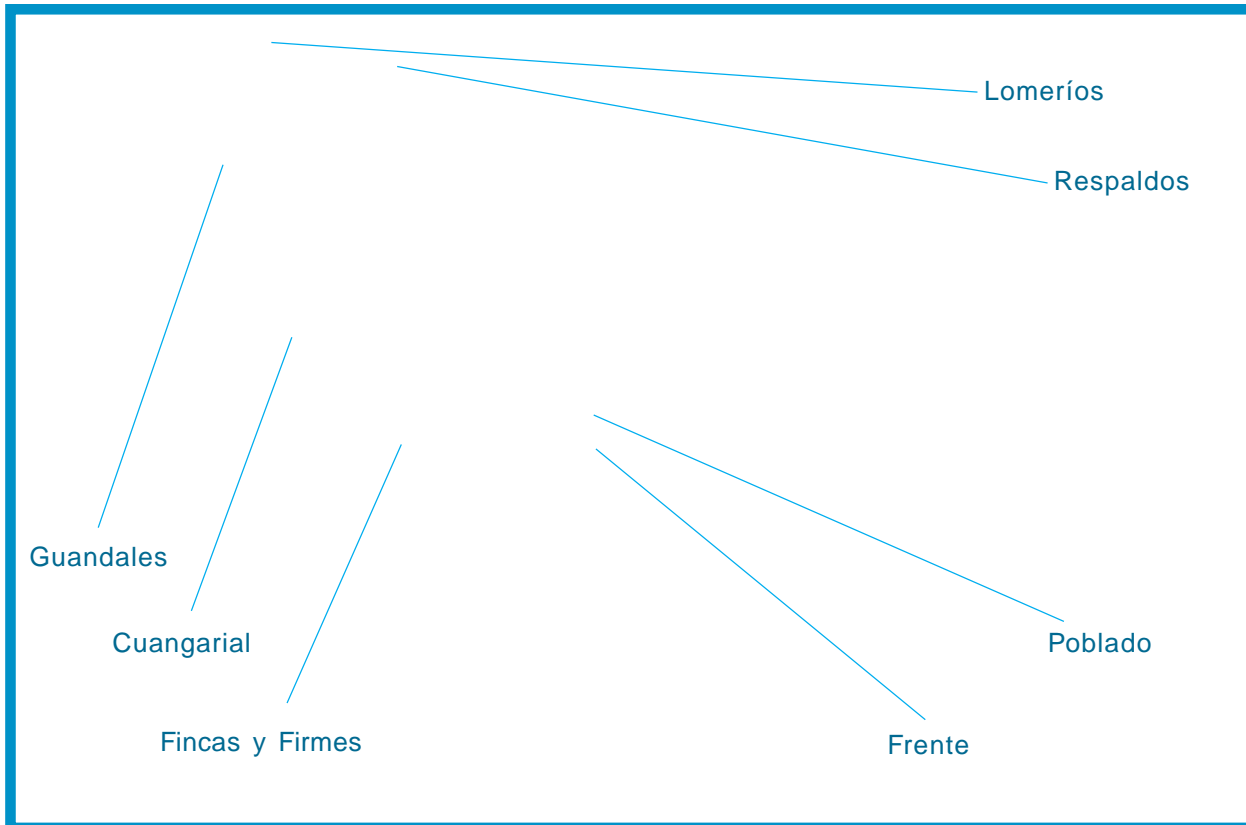 Lomeríos
Respaldos
Guandales
Cuangarial
Poblado
Fincas y Firmes
Frente